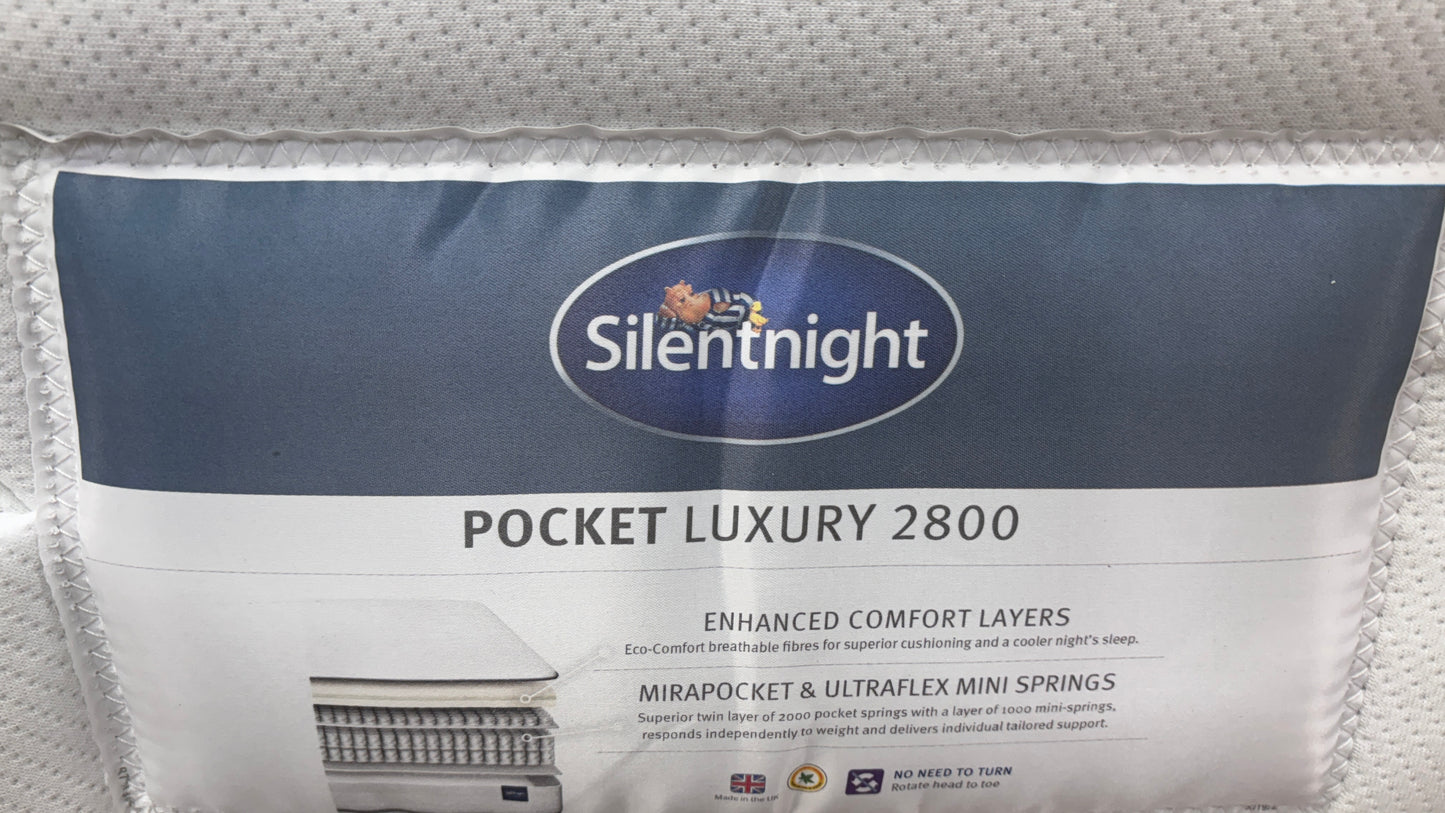 Silentnight
POCKET LUXURY 2800
ENHANCED COMFORT LAYERS
Eco-Comfort breathable fibres for superior cushioning and a cooler night's sleep.
MIRAPOCKET & ULTRAFLEX MINI SPRINGS
Superior twin layer of 2000 pocket springs with a layer of 1000 mini-springs,
responds independently to weight and delivers individual tailored support.
Made in the UK
NO NEED TO TURN
Rotate head to toe